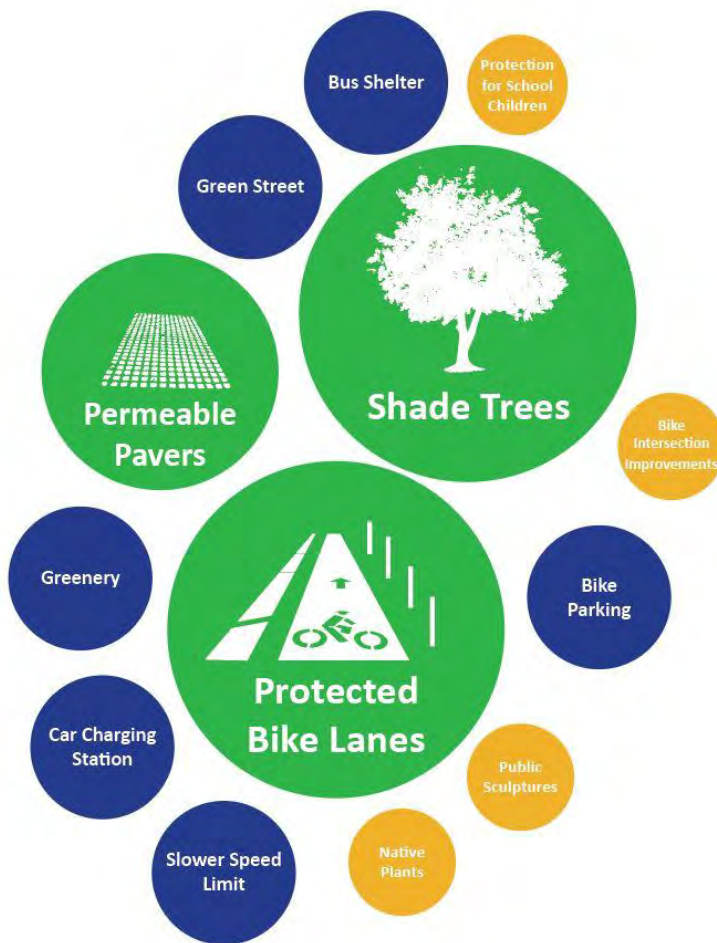 Bus Shelter
Protection
for School
Children
Green Street
Shade Trees
Permeable
Pavers
Bike
Intersection
Improvements
Greenery
Bike
Parking
Protected
Bike Lanes
Car Charging
Station
Public
Sculptures
Slower Speed
Limit
Native
Plants